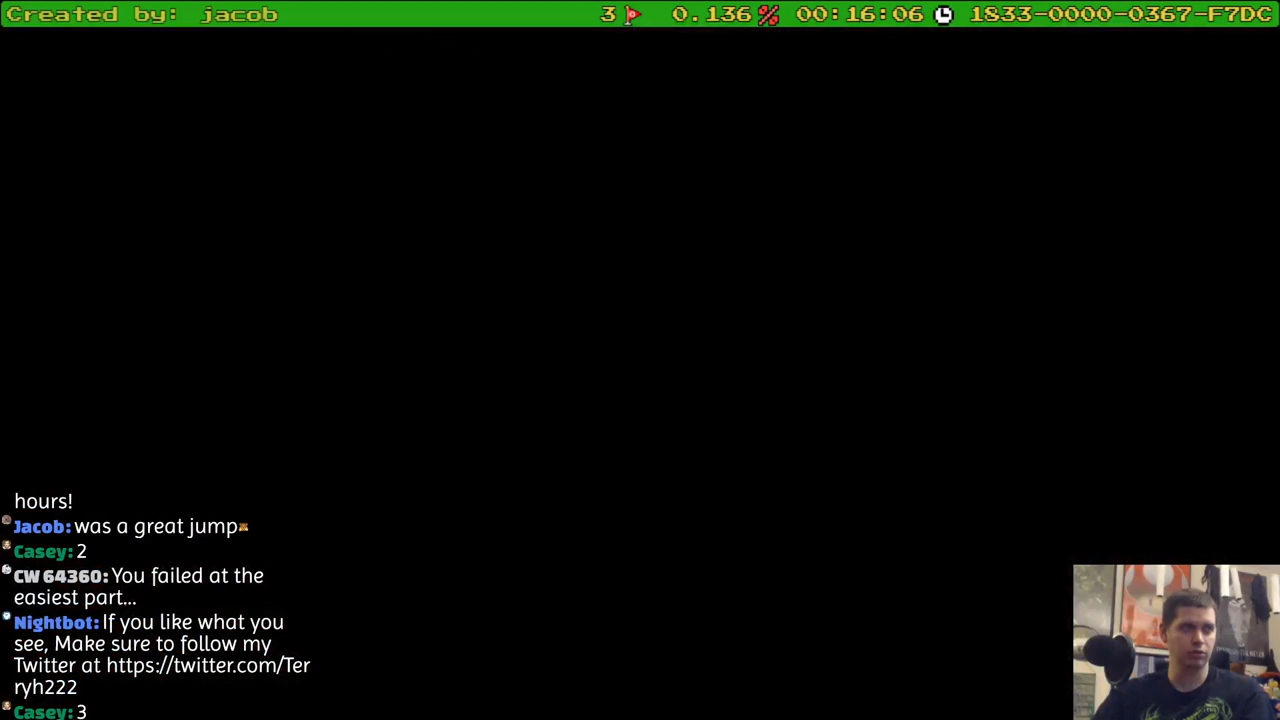 Created by: jacob 3 0.136% 00:16:06 1833-0000-0367-F7DC
hours!
Jacob: was a great jump
Casey: 2
CW 64360: You failed at the
easiest part...
Nightbot: If you like what you
see, Make sure to follow my
Twitter at https://twitter.com/Ter
ryh222
Casey: 3